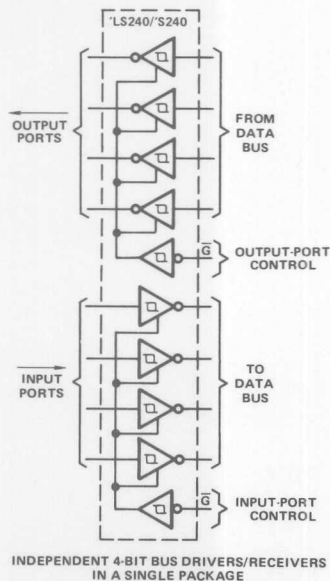 'LS240/'S240
OUTPUT
PORTS
FROM
DATA
BUS
G
OUTPUT-PORT
CONTROL
INPUT
PORTS
TO
DATA
BUS
G
INPUT-PORT
CONTROL
INDEPENDENT 4-BIT BUS DRIVERS/RECEIVERS
IN A SINGLE PACKAGE